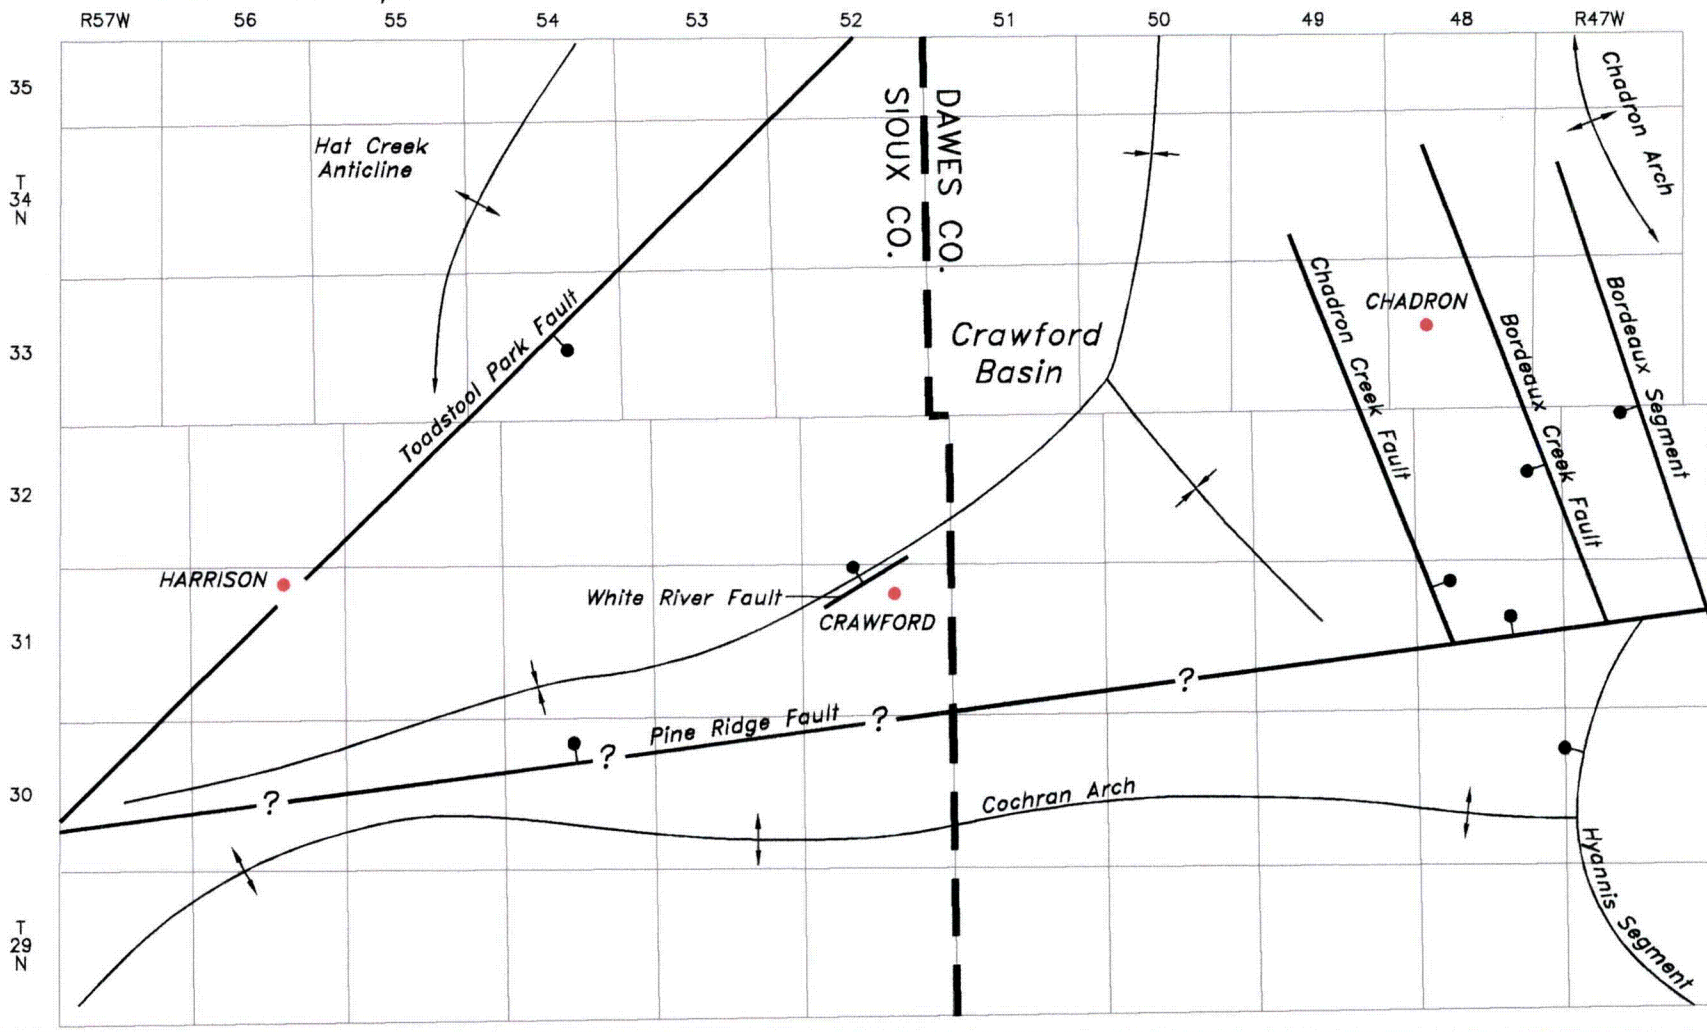 R57W 56 55 54 53 52 51 50 49 48 R47W
35
T
34
N
33
32
31
30
T
29
N
Hat Creek
Anticline
SIOUX CO.
DAWES CO.
Chadron Arch
Toadstool Park Fault
Crawford
Basin
CHADRON
Chadron Creek Fault
Bordeaux Creek Fault
Bordeaux Segment
HARRISON
White River Fault
CRAWFORD
Pine Ridge Fault
?
?
?
?
Cochran Arch
Hyannis Segment